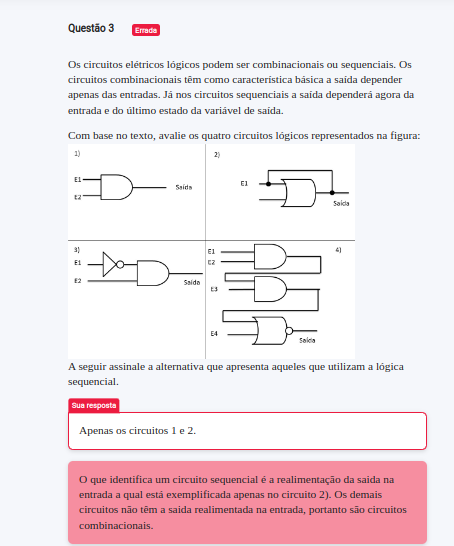 Questão 3 Errada
Os circuitos elétricos lógicos podem ser combinacionais ou sequenciais. Os
circuitos combinacionais têm como característica básica a saída depender
apenas das entradas. Já nos circuitos sequenciais a saída dependerá agora da
entrada e do último estado da variável de saída.
Com base no texto, avalie os quatro circuitos lógicos representados na figura:
1)
E1
E2
Saída
2)
E1
Saída
3)
E1
E2
Saída
4)
E1
E2
E3
E4
Saída
A seguir assinale a alternativa que apresenta aqueles que utilizam a lógica
sequencial.
Sua resposta
Apenas os circuitos 1 e 2.
O que identifica um circuito sequencial é a realimentação da saída na
entrada a qual está exemplificada apenas no circuito 2). Os demais
circuitos não têm a saída realimentada na entrada, portanto são circuitos
combinacionais.